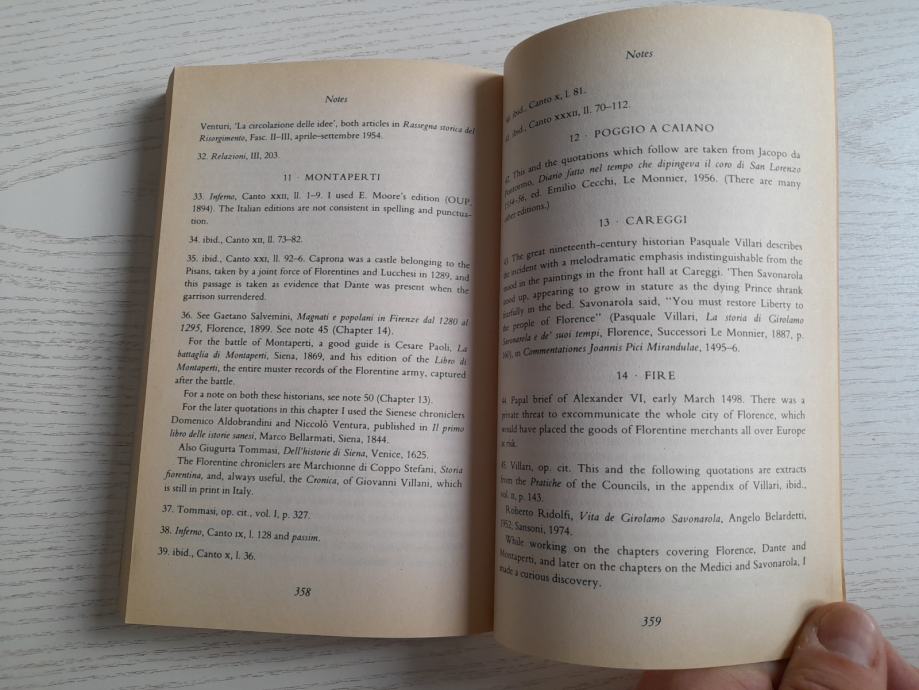 Notes
Venturi, 'La circolazione delle idee', both articles in Rassegna storica del
Risorgimento, Fasc. II–III, aprile–settembre 1954.
32. Relazioni, III, 203.
11 · MONTAPERTI
33. Inferno, Canto XXII, ll. 1–9. I used E. Moore's edition (OUP,
1894). The Italian editions are not consistent in spelling and punctua-
tion.
34. ibid., Canto XII, ll. 73–82.
35. ibid., Canto XXI, ll. 92–6. Caprona was a castle belonging to the
Pisans, taken by a joint force of Florentines and Lucchesi in 1289, and
this passage is taken as evidence that Dante was present when the
garrison surrendered.
36. See Gaetano Salvemini, Magnati e popolani in Firenze dal 1280 al
1295, Florence, 1899. See note 45 (Chapter 14).
For the battle of Montaperti, a good guide is Cesare Paoli, La
battaglia di Montaperti, Siena, 1869, and his edition of the Libro di
Montaperti, the entire muster records of the Florentine army, captured
after the battle.
For a note on both these historians, see note 50 (Chapter 13).
For the later quotations in this chapter I used the Sienese chroniclers
Domenico Aldobrandini and Niccolò Ventura, published in Il primo
libro delle istorie sanesi, Marco Bellarmati, Siena, 1844.
Also Giugurta Tommasi, Dell'historie di Siena, Venice, 1625.
The Florentine chroniclers are Marchionne di Coppo Stefani, Storia
fiorentina, and, always useful, the Cronica, of Giovanni Villani, which
is still in print in Italy.
37. Tommasi, op. cit., vol. I, p. 327.
38. Inferno, Canto IX, l. 128 and passim.
39. ibid., Canto X, l. 36.
358
Notes
ibid., Canto X, l. 81.
ibid., Canto XXXII, ll. 70–112.
12 · POGGIO A CAIANO
This and the quotations which follow are taken from Jacopo da
Pontormo, Diario fatto nel tempo che dipingeva il coro di San Lorenzo
1554–56, ed. Emilio Cecchi, Le Monnier, 1956. (There are many
other editions.)
13 · CAREGGI
The great nineteenth-century historian Pasquale Villari describes
the incident with a melodramatic emphasis indistinguishable from the
mood in the paintings in the front hall at Careggi. 'Then Savonarola
stood up, appearing to grow in stature as the dying Prince shrank
fearfully in the bed. Savonarola said, "You must restore Liberty to
the people of Florence" (Pasquale Villari, La storia di Girolamo
Savonarola e de' suoi tempi, Florence, Successori Le Monnier, 1887, p.
in Commentationes Joannis Pici Mirandulae, 1495–6.
14 · FIRE
44. Papal brief of Alexander VI, early March 1498. There was a
private threat to excommunicate the whole city of Florence, which
would have placed the goods of Florentine merchants all over Europe
at risk.
45. Villari, op. cit. This and the following quotations are extracts
from the Pratiche of the Councils, in the appendix of Villari, ibid.,
vol. II, p. 143.
Roberto Ridolfi, Vita de Girolamo Savonarola, Angelo Belardetti,
1952; Sansoni, 1974.
While working on the chapters covering Florence, Dante and
Montaperti, and later on the chapters on the Medici and Savonarola, I
made a curious discovery.
359